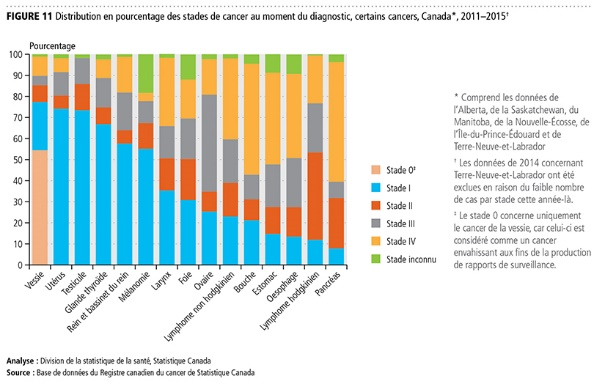 FIGURE 11 Distribution en pourcentage des stades de cancer au moment du diagnostic, certains cancers, Canada*, 2011–2015†
Pourcentage
100
90
80
70
60
50
40
30
20
10
0
Vessie
Utérus
Testicule
Glande thyroïde
Rein et bassinet du rein
Mélanome
Larynx
Foie
Ovaire
Lymphome non hodgkinien
Bouche
Estomac
Oesophage
Lymphome hodgkinien
Pancréas
Stade 0‡
Stade I
Stade II
Stade III
Stade IV
Stade inconnu
* Comprend les données de
l'Alberta, de la Saskatchewan, du
Manitoba, de la Nouvelle-Écosse, de
l'Île-du-Prince-Édouard et de
Terre-Neuve-et-Labrador
† Les données de 2014 concernant
Terre-Neuve-et-Labrador ont été
exclues en raison du faible nombre
de cas par stade cette année-là.
‡ Le stade 0 concerne uniquement
le cancer de la vessie, car celui-ci est
considéré comme un cancer
envahissant aux fins de la production
de rapports de surveillance.
Analyse : Division de la statistique de la santé, Statistique Canada
Source : Base de données du Registre canadien du cancer de Statistique Canada